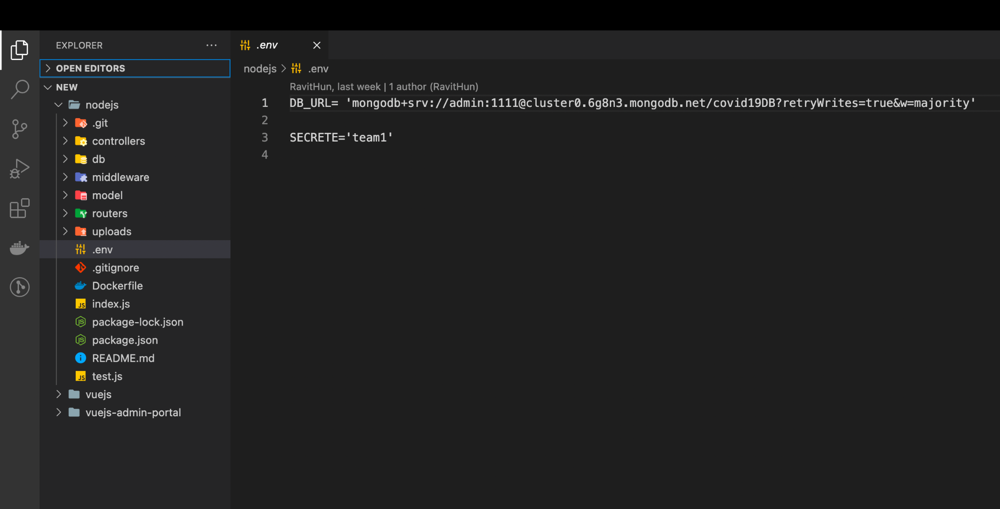 EXPLORER
OPEN EDITORS
NEW
nodejs
.git
controllers
db
middleware
model
routers
uploads
.env
.gitignore
Dockerfile
index.js
package-lock.json
package.json
README.md
test.js
vuejs
vuejs-admin-portal
.env
nodejs > .env
RavitHun, last week | 1 author (RavitHun)
1 DB_URL= 'mongodb+srv://admin:1111@cluster0.6g8n3.mongodb.net/covid19DB?retryWrites=true&w=majority'
2
3 SECRETE='team1'
4